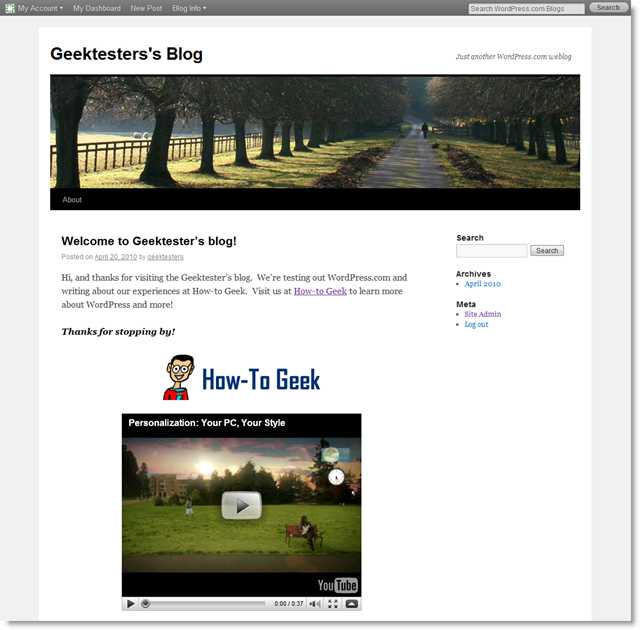 My Account My Dashboard New Post Blog Info Search WordPress.com Blogs Search
Geektesters's Blog
Just another WordPress.com weblog
About
Welcome to Geektester's blog!
Posted on April 20, 2010 by geektesters
Hi, and thanks for visiting the Geektester's blog. We're testing out WordPress.com and
writing about our experiences at How-to Geek. Visit us at How-to Geek to learn more
about WordPress and more!
Thanks for stopping by!
How-To Geek
Personalization: Your PC, Your Style
YouTube
0:00 / 0:37
Search
Search
Archives
April 2010
Meta
Site Admin
Log out